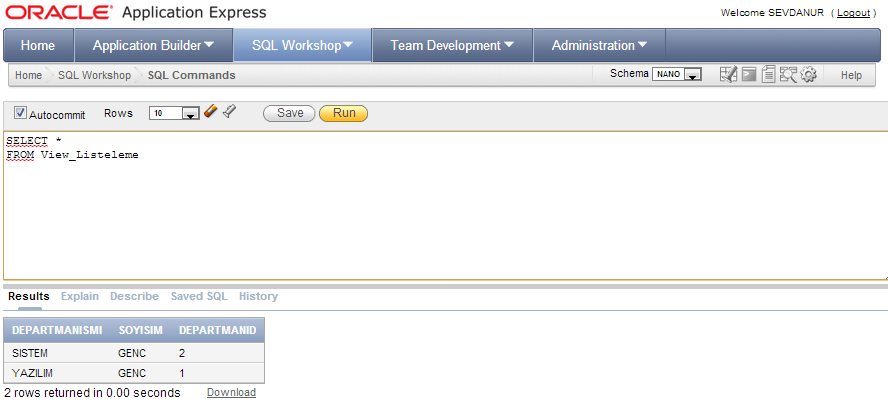 ORACLE Application Express
Welcome SEVDANUR ( Logout )
Home Application Builder SQL Workshop Team Development Administration
Home SQL Workshop SQL Commands Schema NANO Help
Autocommit Rows 10 Save Run
SELECT *
FROM View_Listeleme
Results Explain Describe Saved SQL History
DEPARTMANISMI SOYISIM DEPARTMANID
SISTEM GENC 2
YAZILIM GENC 1
2 rows returned in 0.00 seconds Download